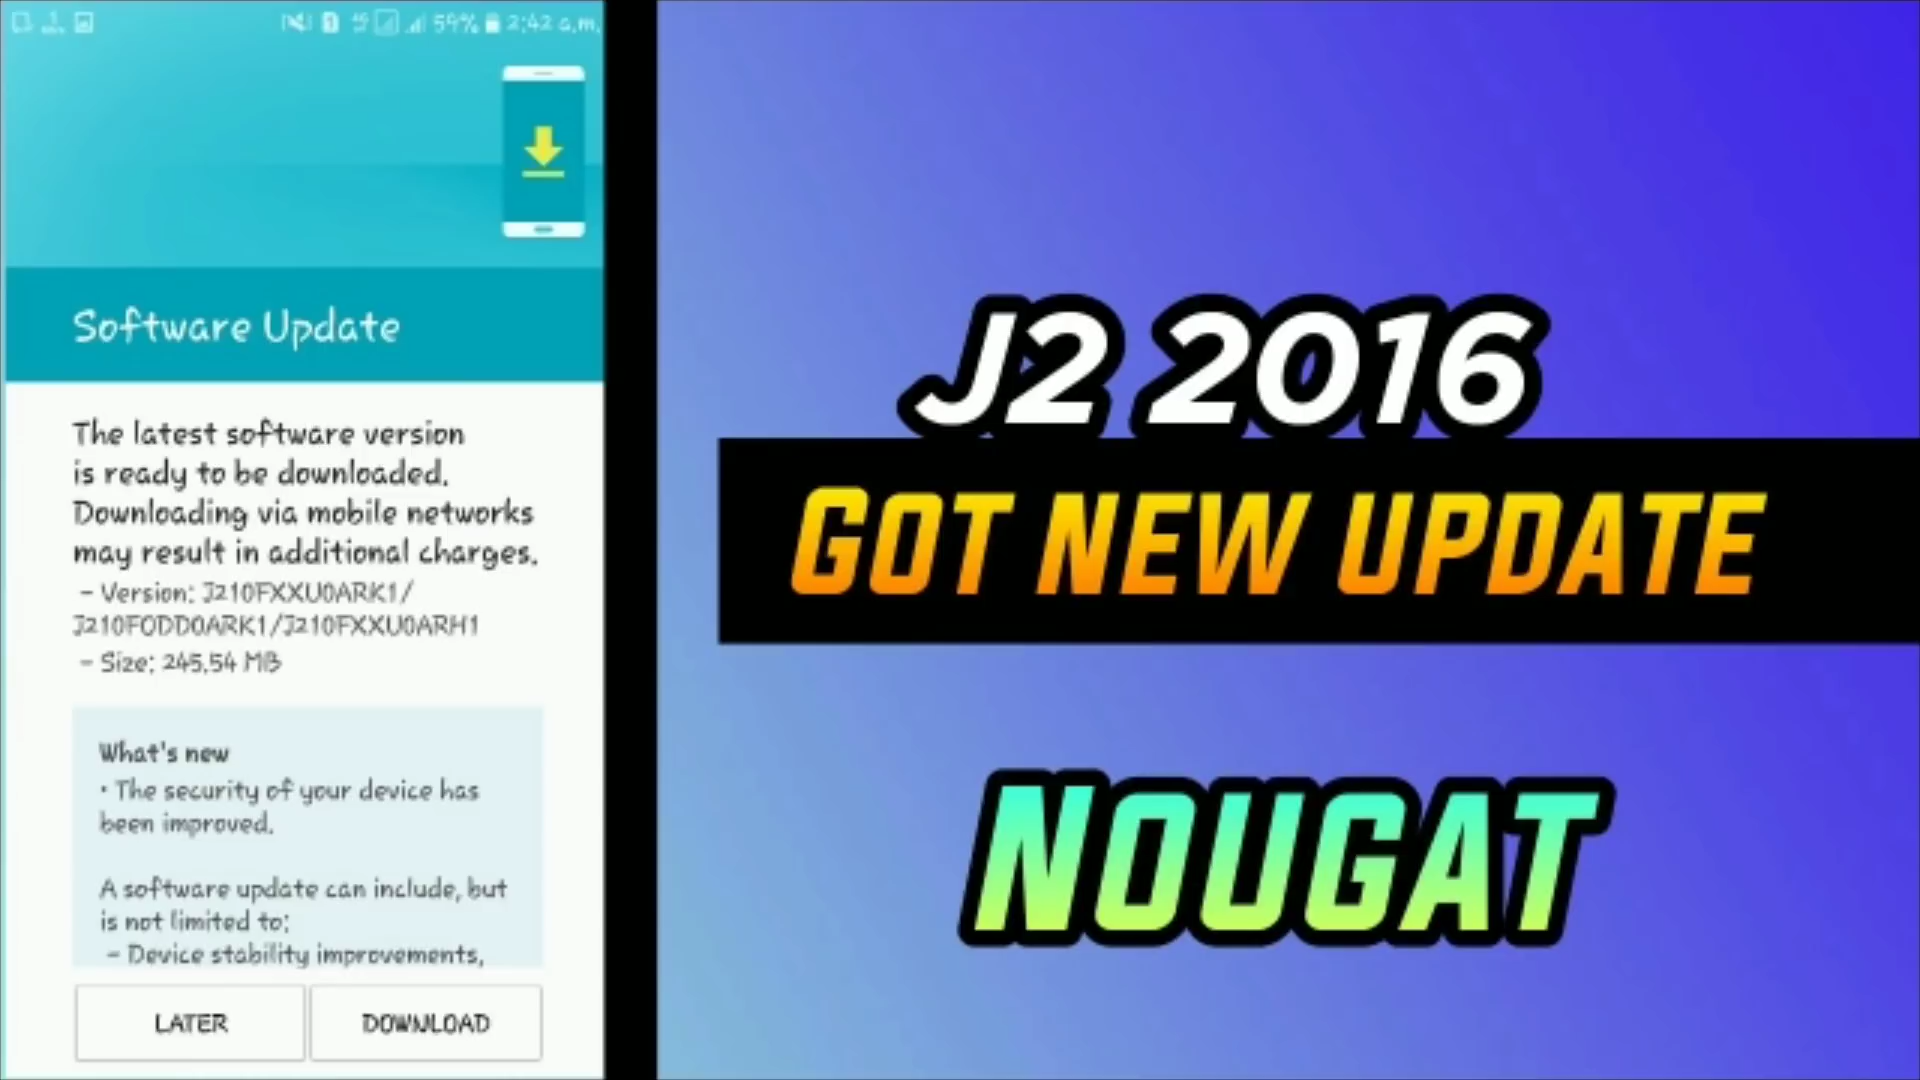 59% 2:42 a.m.
Software Update
The latest software version
is ready to be downloaded.
Downloading via mobile networks
may result in additional charges.
- Version: J210FXXU0ARK1/
J210FODD0ARK1/J210FXXU0ARH1
- Size: 245.54 MB
What's new
• The security of your device has
been improved.
A software update can include, but
is not limited to:
- Device stability improvements,
LATER DOWNLOAD
J2 2016
GOT NEW UPDATE
NOUGAT